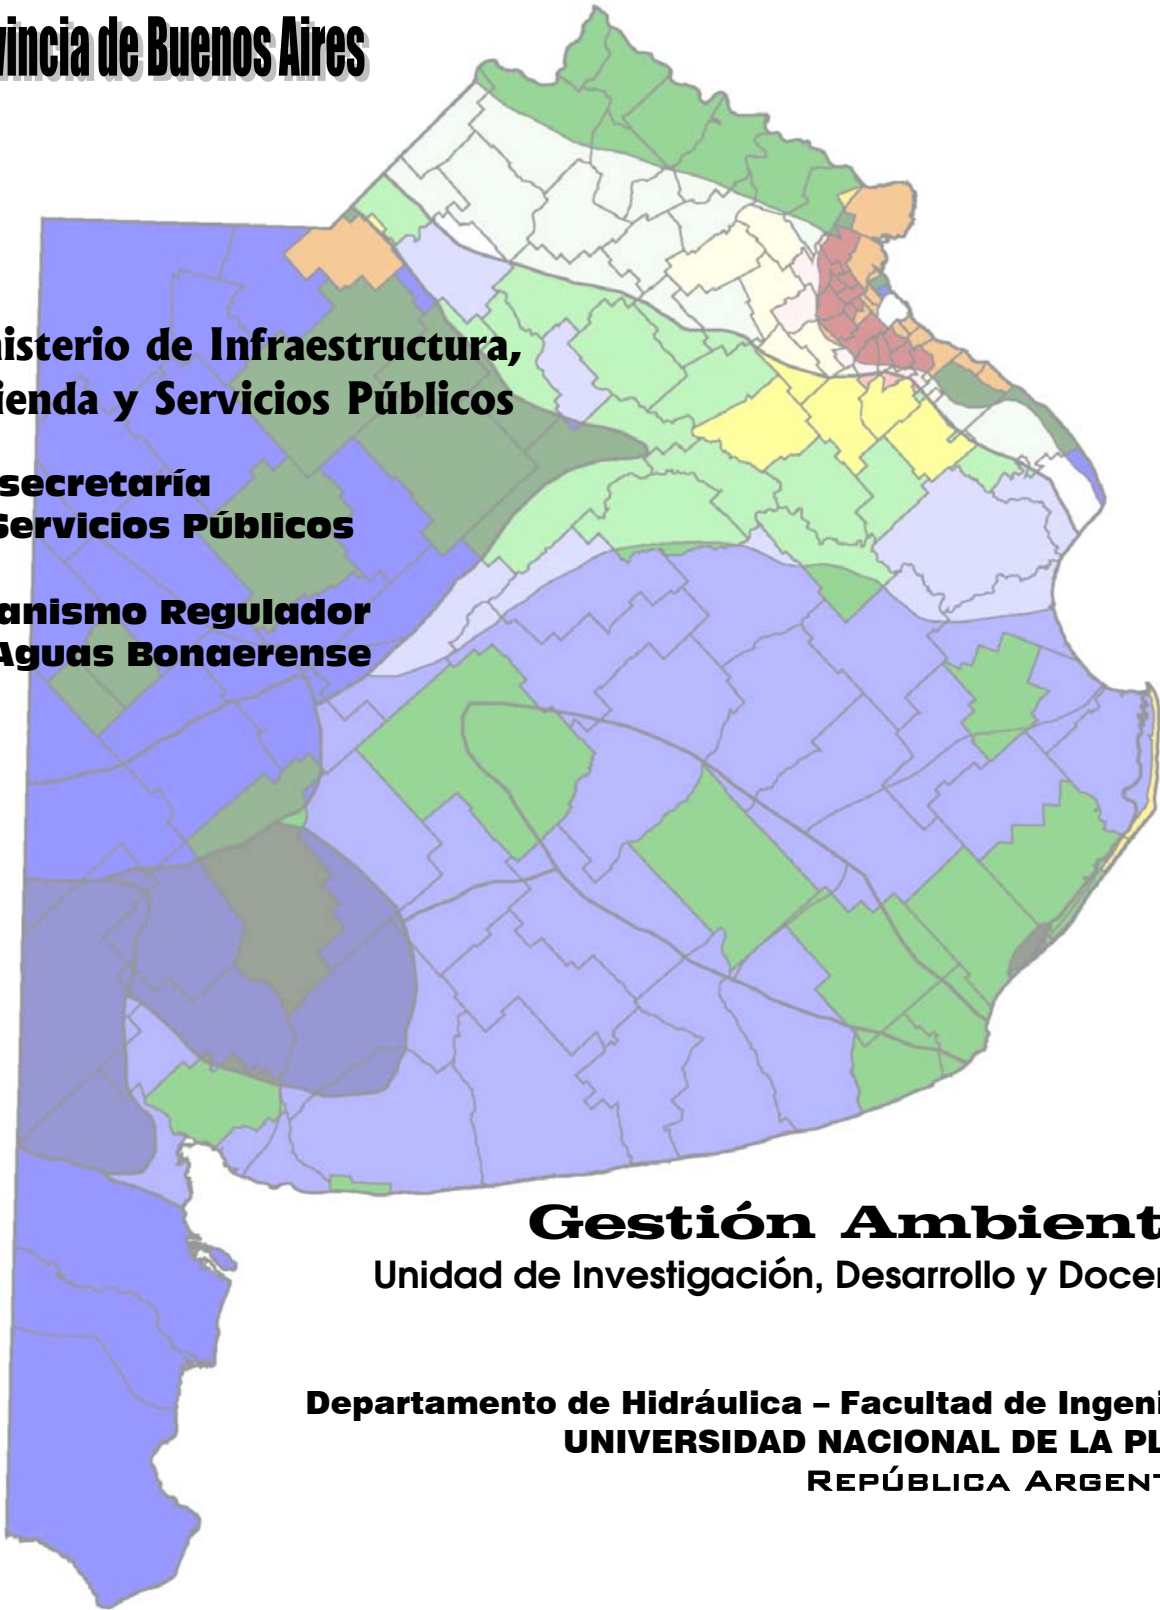 vincia de Buenos Aires
nisterio de Infraestructura,
ienda y Servicios Públicos
secretaría
Servicios Públicos
anismo Regulador
Aguas Bonaerense
Gestión Ambient
Unidad de Investigación, Desarrollo y Docen
Departamento de Hidráulica – Facultad de Ingeni
UNIVERSIDAD NACIONAL DE LA PL
República Argent